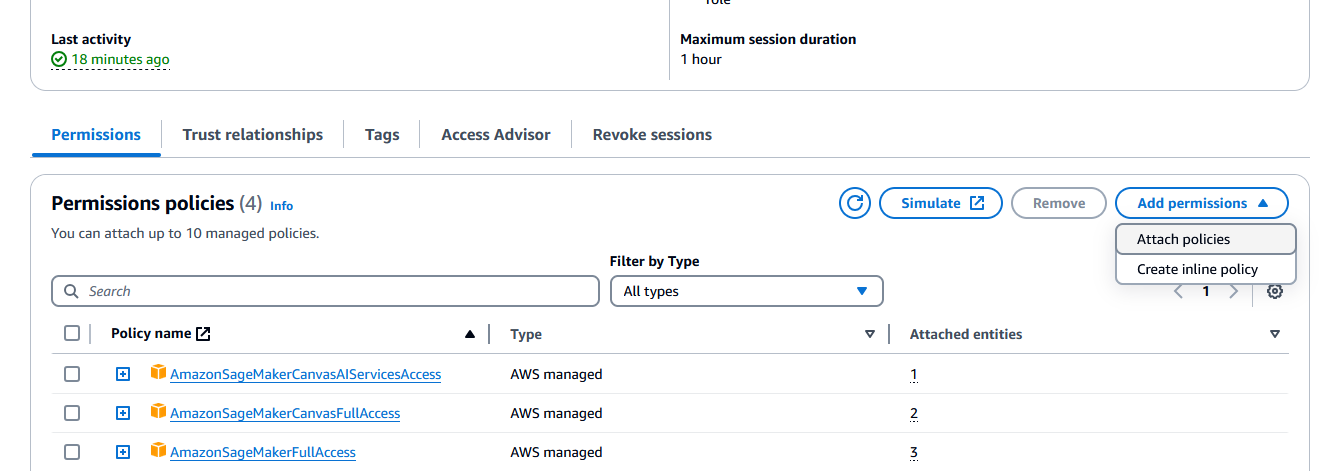 role
Last activity
18 minutes ago
Maximum session duration
1 hour
Permissions
Trust relationships
Tags
Access Advisor
Revoke sessions
Permissions policies (4) Info
Simulate
Remove
Add permissions
You can attach up to 10 managed policies.
Attach policies
Create inline policy
Filter by Type
Search
All types
1
Policy name
Type
Attached entities
AmazonSageMakerCanvasAIServicesAccess
AWS managed
1
AmazonSageMakerCanvasFullAccess
AWS managed
2
AmazonSageMakerFullAccess
AWS managed
3